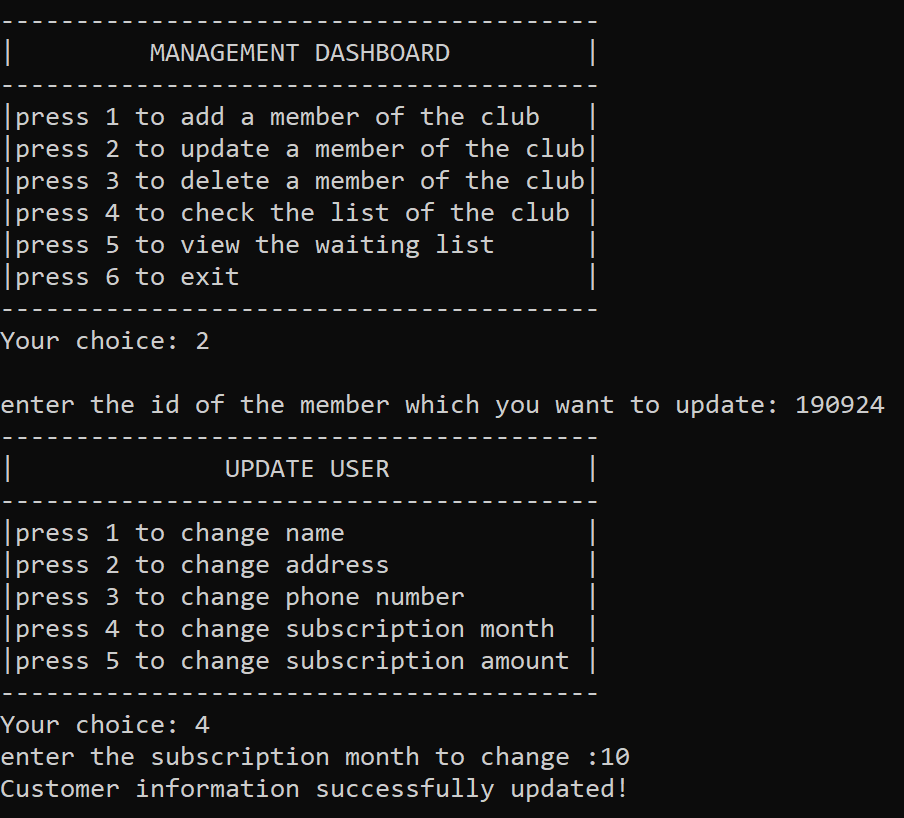 ----------------------------------------
|         MANAGEMENT DASHBOARD         |
----------------------------------------
|press 1 to add a member of the club   |
|press 2 to update a member of the club|
|press 3 to delete a member of the club|
|press 4 to check the list of the club |
|press 5 to view the waiting list      |
|press 6 to exit                       |
----------------------------------------
Your choice: 2
enter the id of the member which you want to update: 190924
----------------------------------------
|              UPDATE USER             |
----------------------------------------
|press 1 to change name                |
|press 2 to change address             |
|press 3 to change phone number        |
|press 4 to change subscription month  |
|press 5 to change subscription amount |
----------------------------------------
Your choice: 4
enter the subscription month to change :10
Customer information successfully updated!